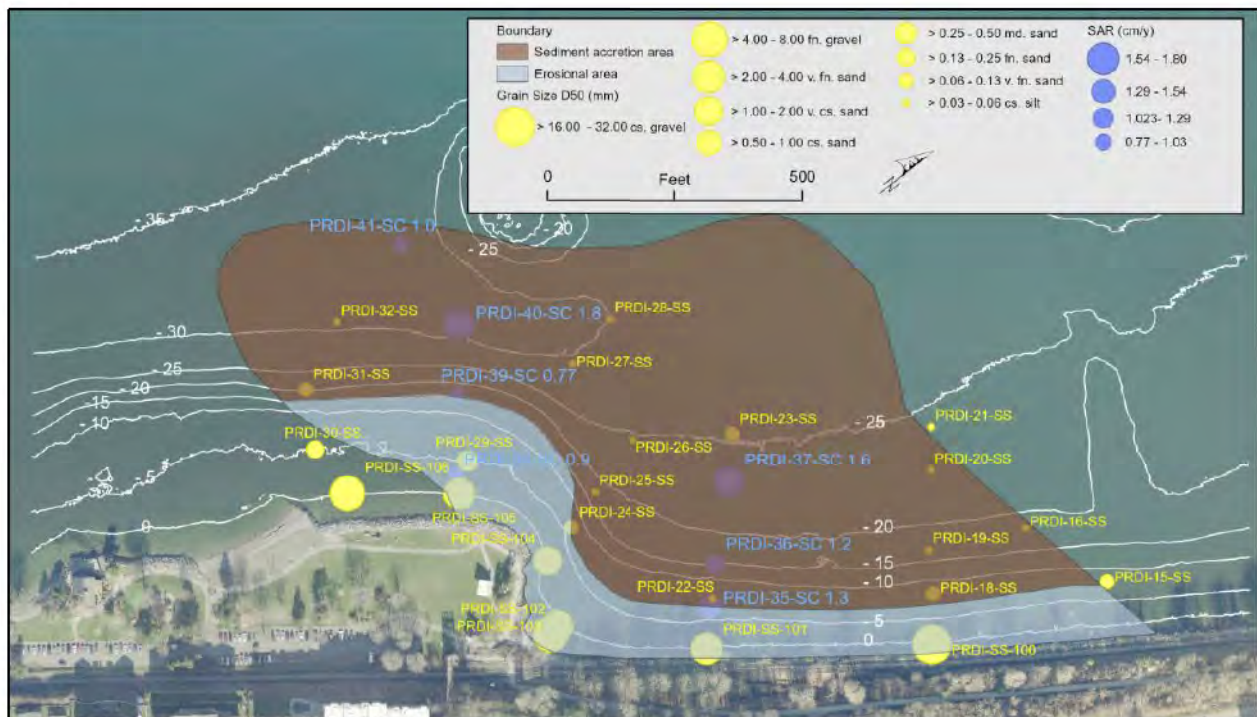 Boundary
Sediment accretion area
Erosional area
Grain Size D50 (mm)
> 16.00 - 32.00 cs. gravel
> 4.00 - 8.00 fn. gravel
> 2.00 - 4.00 v. fn. sand
> 1.00 - 2.00 v. cs. sand
> 0.50 - 1.00 cs. sand
> 0.25 - 0.50 md. sand
> 0.13 - 0.25 fn. sand
> 0.06 - 0.13 v. fn. sand
> 0.03 - 0.06 cs. silt
SAR (cm/y)
1.54 - 1.80
1.29 - 1.54
1.023- 1.29
0.77 - 1.03
0 Feet 500
N
- 35
- 20
PRDI-41-SC 1.0
- 25
PRDI-32-SS
PRDI-40-SC 1.8
PRDI-28-SS
- 30
PRDI-27-SS
- 25
PRDI-31-SS
PRDI-39-SC 0.77
- 20
- 15
- 10
PRDI-23-SS
- 25
PRDI-21-SS
PRDI-30-SS
PRDI-29-SS
PRDI-26-SS
0.9
PRDI-37-SC 1.6
PRDI-20-SS
PRDI-SS-106
- 5
PRDI-25-SS
PRDI-SS-105
PRDI-24-SS
- 20
PRDI-16-SS
0
PRDI-SS-104
PRDI-36-SC 1.2
- 15
PRDI-19-SS
- 10
PRDI-15-SS
PRDI-22-SS
PRDI-18-SS
PRDI-35-SC 1.3
PRDI-SS-102
PRDI-SS-103
- 5
PRDI-SS-101
0
PRDI-SS-100